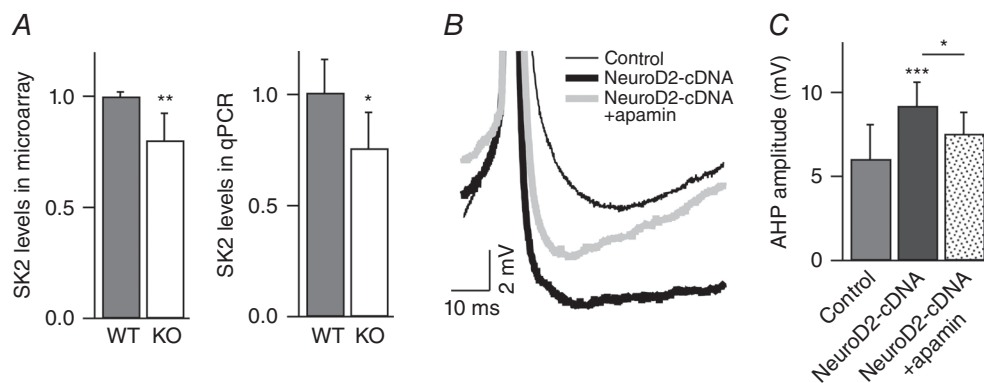 A
SK2 levels in microarray
1.0
0.5
0.0
**
WT KO
SK2 levels in qPCR
1.0
0.5
0.0
*
WT KO
B
Control
NeuroD2-cDNA
NeuroD2-cDNA
+apamin
2 mV
10 ms
C
AHP amplitude (mV)
10
5
0
*
***
Control
NeuroD2-cDNA
NeuroD2-cDNA
+apamin